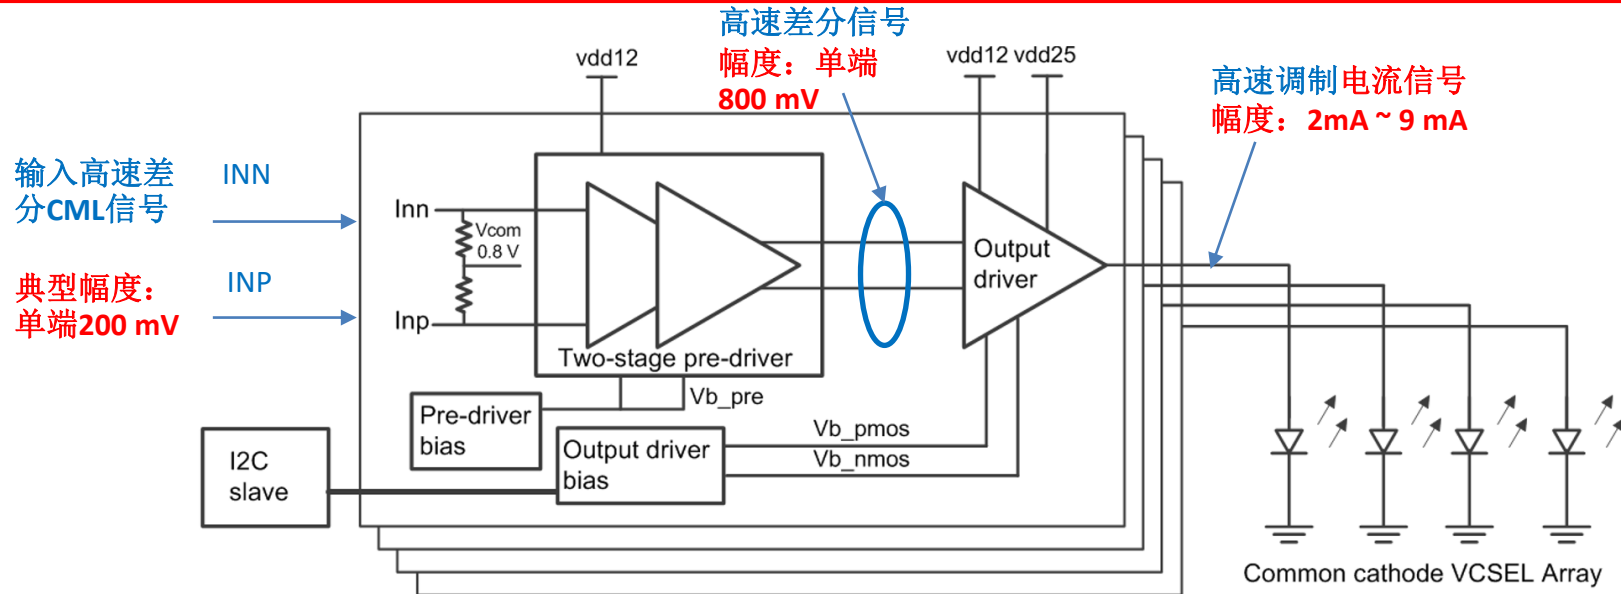 高速差分信号
幅度：单端
800 mV
vdd12
vdd12 vdd25
高速调制电流信号
幅度：2mA ~ 9 mA
输入高速差
分CML信号
INN
典型幅度：
单端200 mV
INP
Inn
Vcom
0.8 V
Inp
Two-stage pre-driver
Output
driver
Pre-driver
bias
Vb_pre
Output driver
bias
Vb_pmos
Vb_nmos
I2C
slave
Common cathode VCSEL Array